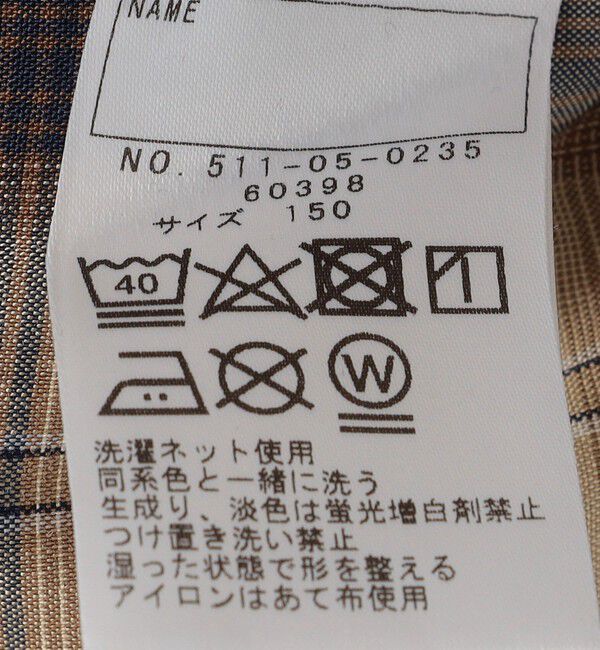 NAME
NO. 511-05-0235
60398
サイズ 150
40
W
洗濯ネット使用
同系色と一緒に洗う
生成り、淡色は蛍光増白剤禁止
つけ置き洗い禁止
湿った状態で形を整える
アイロンはあて布使用